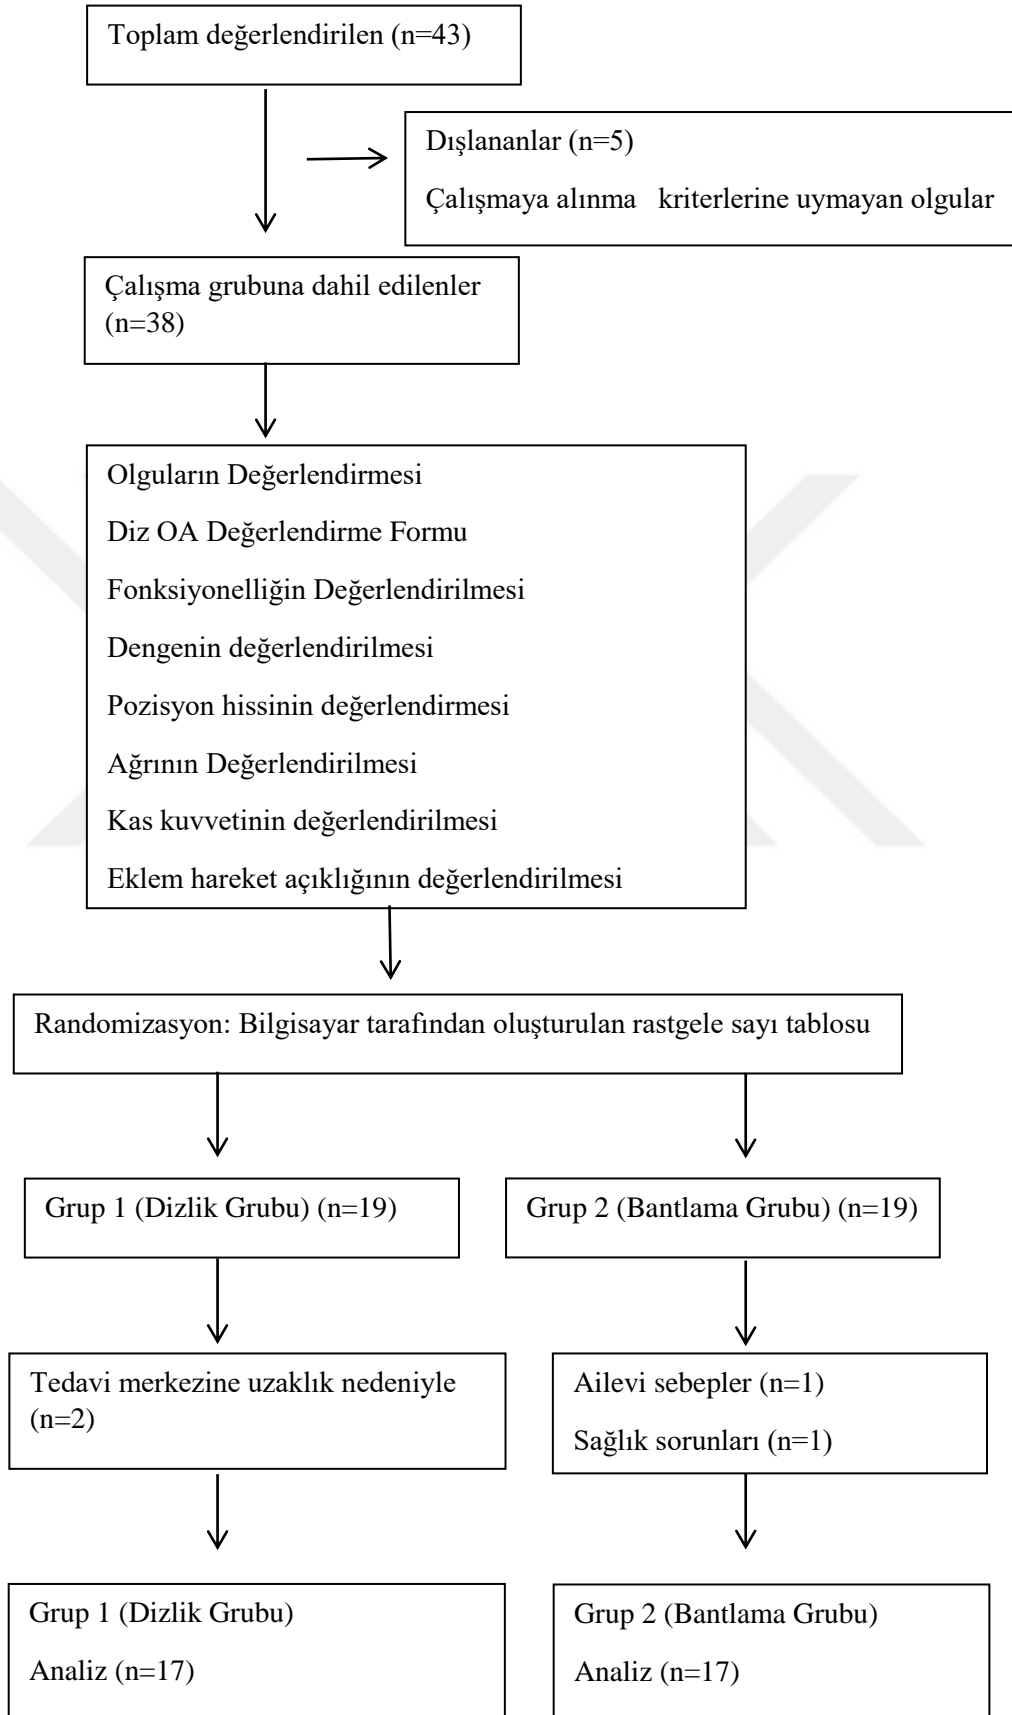 Toplam değerlendirilen (n=43)
Dışlananlar (n=5)
Çalışmaya alınma kriterlerine uymayan olgular
Çalışma grubuna dahil edilenler
(n=38)
Olguların Değerlendirmesi
Diz OA Değerlendirme Formu
Fonksiyonelliğin Değerlendirilmesi
Dengenin değerlendirilmesi
Pozisyon hissinin değerlendirmesi
Ağrının Değerlendirilmesi
Kas kuvvetinin değerlendirilmesi
Eklem hareket açıklığının değerlendirilmesi
Randomizasyon: Bilgisayar tarafından oluşturulan rastgele sayı tablosu
Grup 1 (Dizlik Grubu) (n=19)
Grup 2 (Bantlama Grubu) (n=19)
Tedavi merkezine uzaklık nedeniyle
(n=2)
Ailevi sebepler (n=1)
Sağlık sorunları (n=1)
Grup 1 (Dizlik Grubu)
Analiz (n=17)
Grup 2 (Bantlama Grubu)
Analiz (n=17)